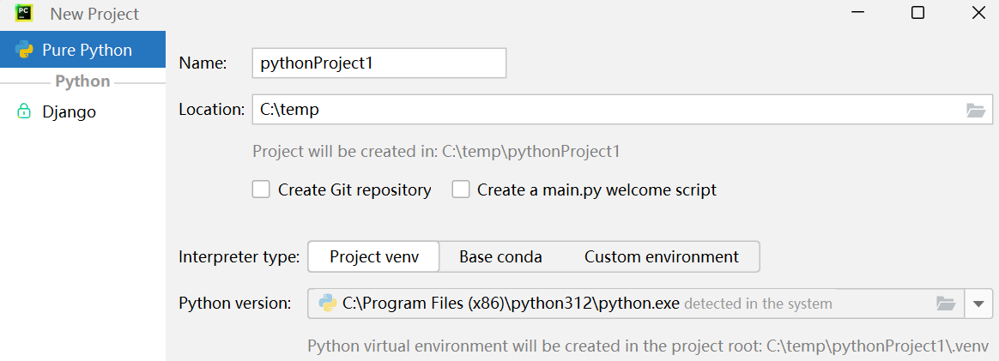 PC New Project
Pure Python
Python
Django
Name: pythonProject1
Location: C:\temp
Project will be created in: C:\temp\pythonProject1
Create Git repository Create a main.py welcome script
Interpreter type: Project venv Base conda Custom environment
Python version: C:\Program Files (x86)\python312\python.exe detected in the system
Python virtual environment will be created in the project root: C:\temp\pythonProject1\.venv